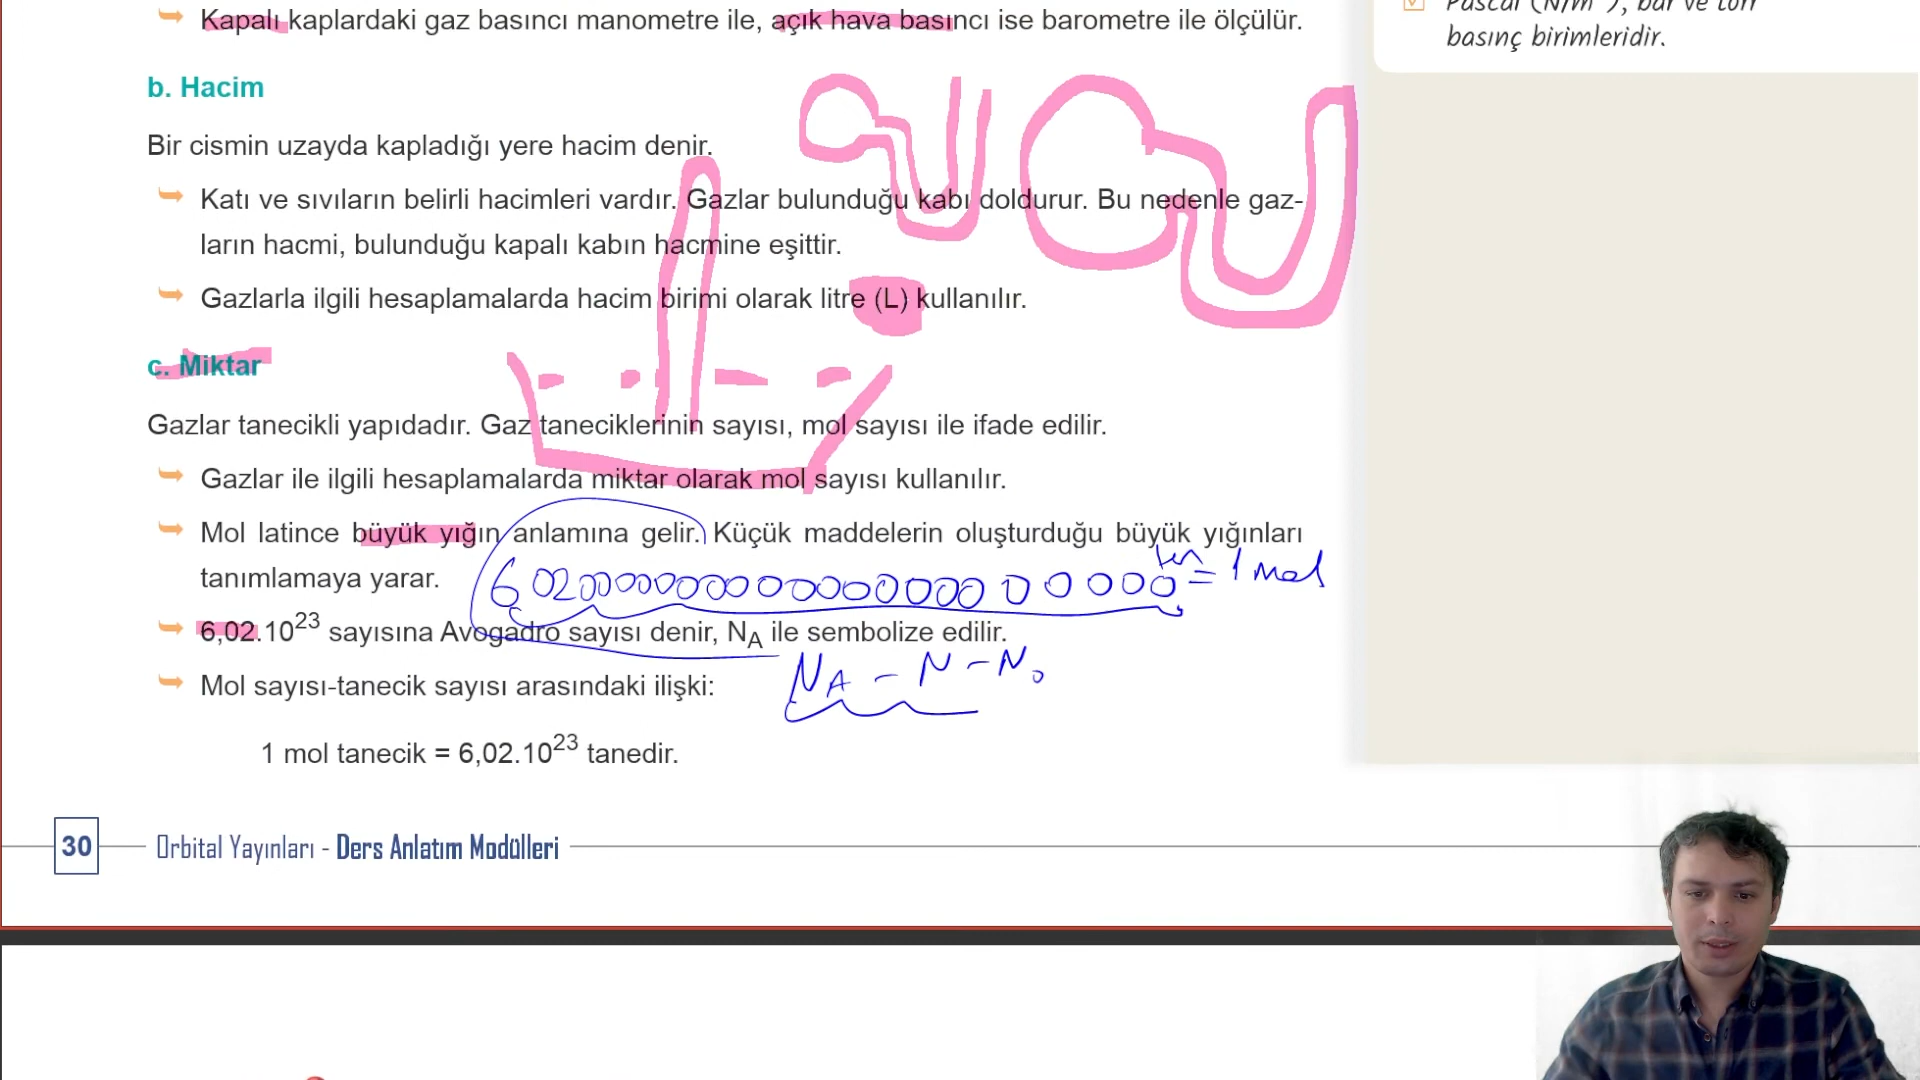 Kapalı kaplardaki gaz basıncı manometre ile, açık hava basıncı ise barometre ile ölçülür.
b. Hacim
Bir cismin uzayda kapladığı yere hacim denir.
Katı ve sıvıların belirli hacimleri vardır. Gazlar bulunduğu kabı doldurur. Bu nedenle gaz-
ların hacmi, bulunduğu kapalı kabın hacmine eşittir.
Gazlarla ilgili hesaplamalarda hacim birimi olarak litre (L) kullanılır.
c. Miktar
Gazlar tanecikli yapıdadır. Gaz taneciklerinin sayısı, mol sayısı ile ifade edilir.
Gazlar ile ilgili hesaplamalarda miktar olarak mol sayısı kullanılır.
Mol latince büyük yığın anlamına gelir. Küçük maddelerin oluşturduğu büyük yığınları
tanımlamaya yarar.
= 1 mol
6,02.10²³ sayısına Avogadro sayısı denir, N_A ile sembolize edilir.
N_A - N - N₀
Mol sayısı-tanecik sayısı arasındaki ilişki:
1 mol tanecik = 6,02.10²³ tanedir.
30 Orbital Yayınları - Ders Anlatım Modülleri
bar ve torr
basınç birimleridir.